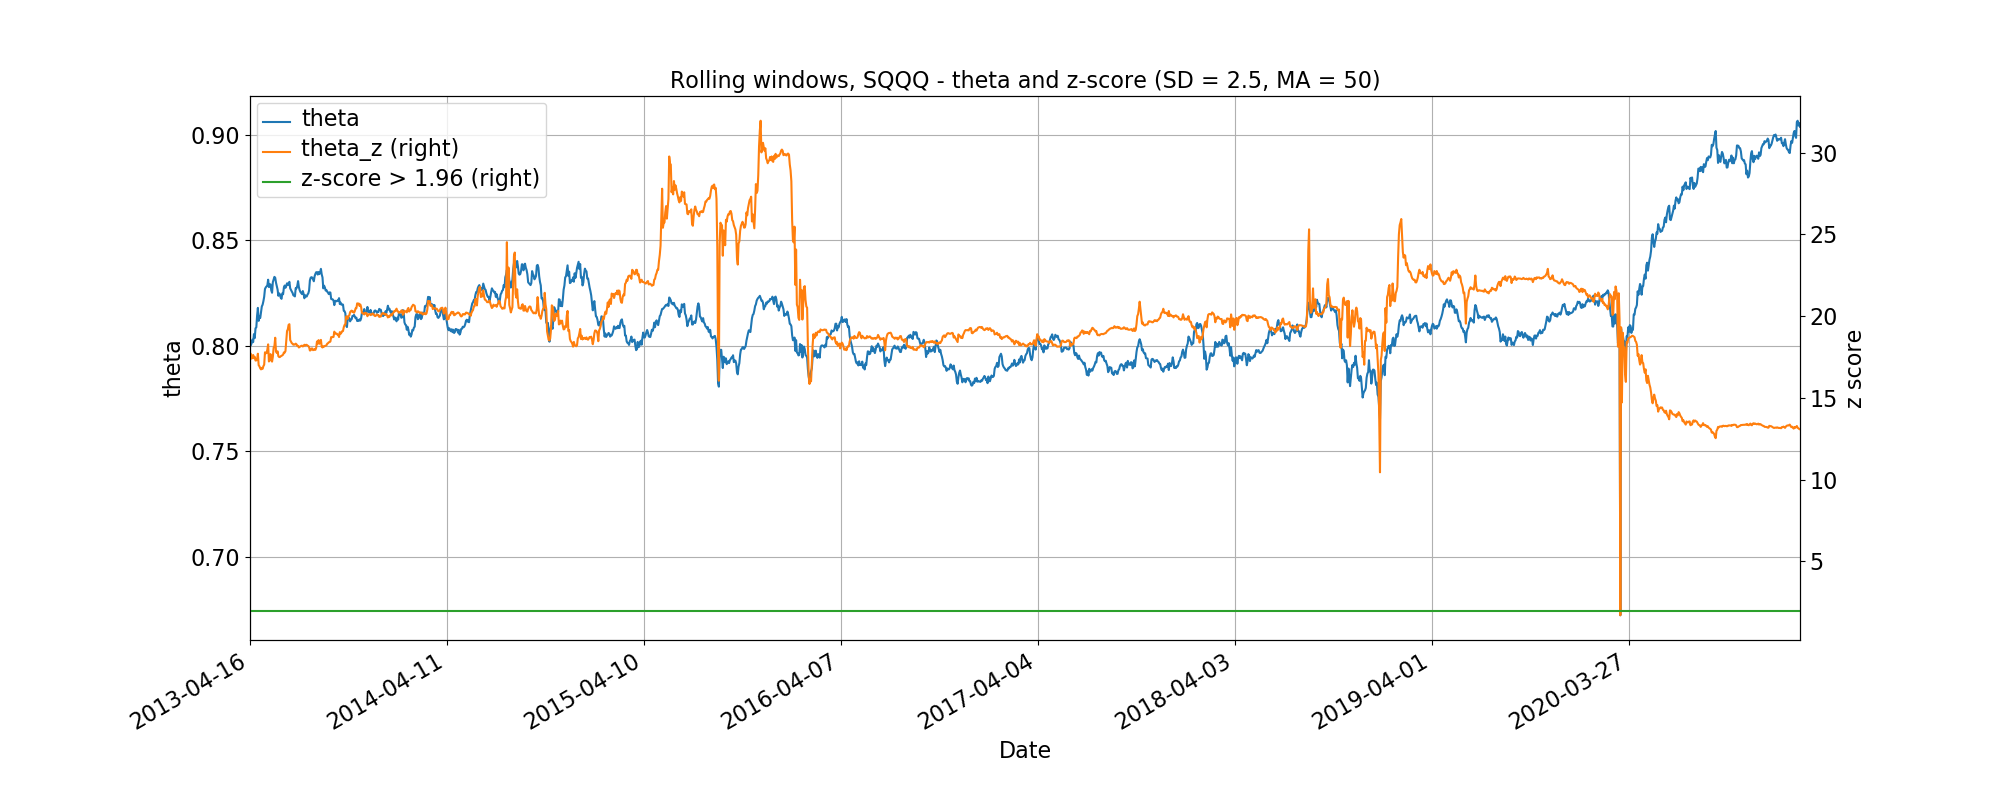 Rolling windows, SQQQ - theta and z-score (SD = 2.5, MA = 50)
theta
theta_z (right)
z-score > 1.96 (right)
0.90
0.85
0.80
0.75
0.70
theta
30
25
20
15
10
5
z score
2013-04-16
2014-04-11
2015-04-10
2016-04-07
2017-04-04
2018-04-03
2019-04-01
2020-03-27
Date